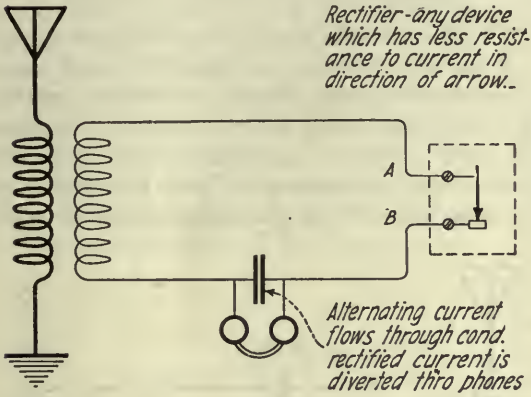 Rectifier-any device
which has less resist-
ance to current in
direction of arrow..
A
B
Alternating current
flows through cond.
rectified current is
diverted thro phones